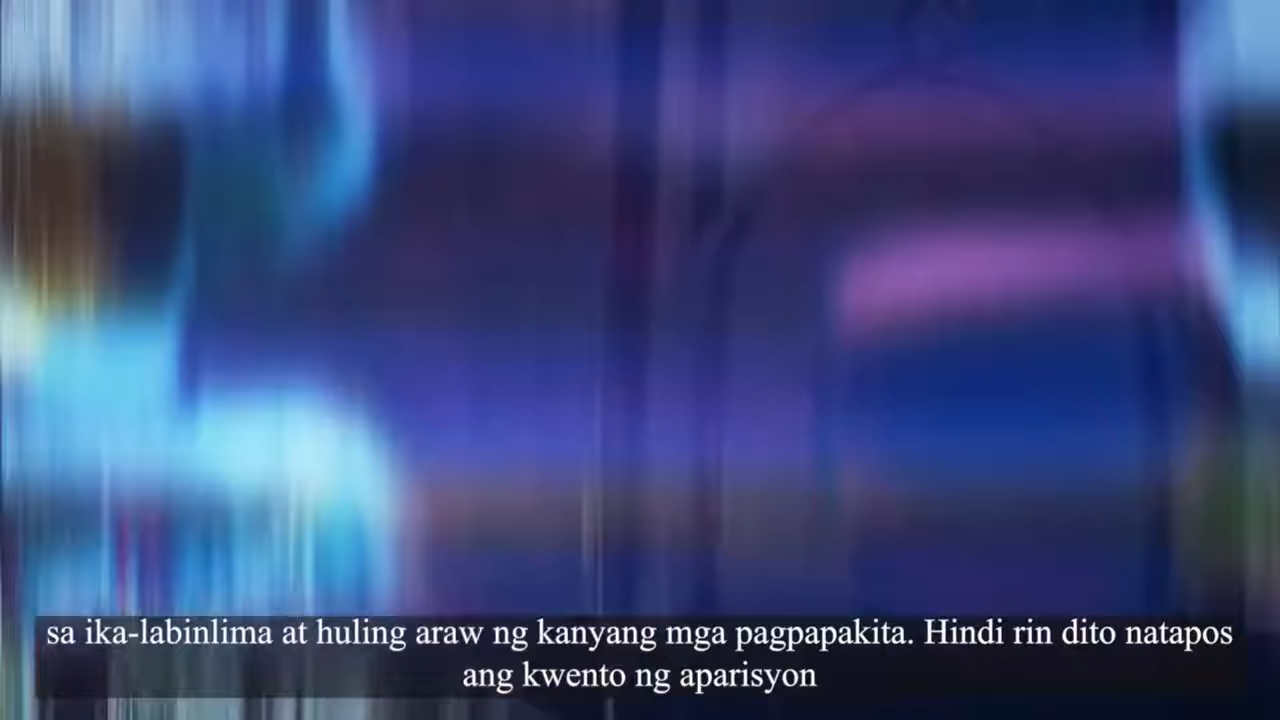 sa ika-labinlima at huling araw ng kanyang mga pagpapakita. Hindi rin dito natapos
ang kwento ng aparisyon